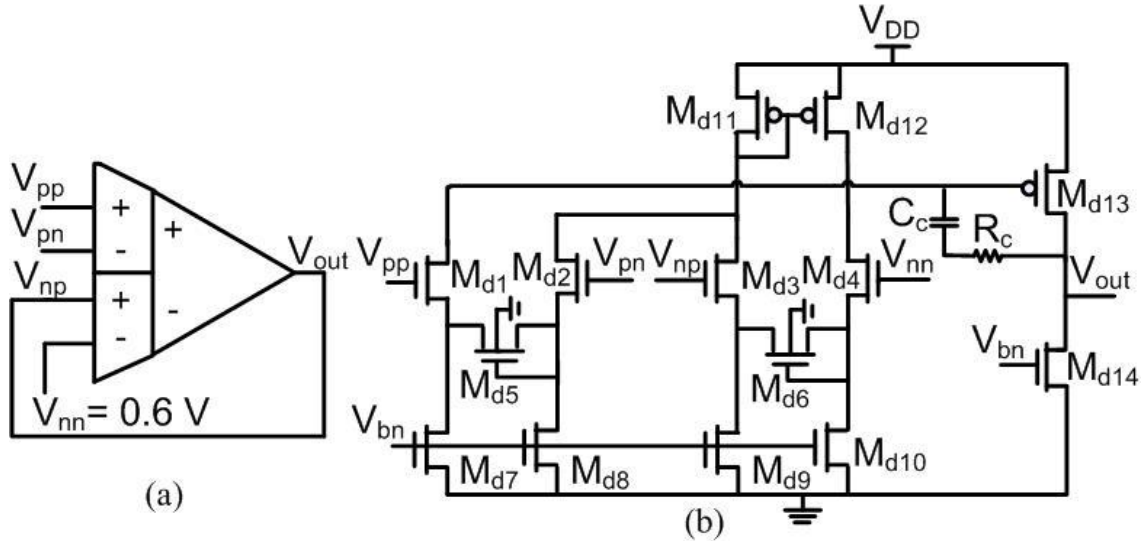 V_DD
M_d11
M_d12
V_pp
+
V_pn
-
+
V_np
+
-
-
V_out
V_nn = 0.6 V
(a)
M_d13
C_c
R_c
V_pp
M_d1
M_d2
V_pn
V_np
M_d3
M_d4
V_nn
V_out
M_d5
M_d6
V_bn
M_d14
V_bn
M_d7
M_d8
M_d9
M_d10
(b)